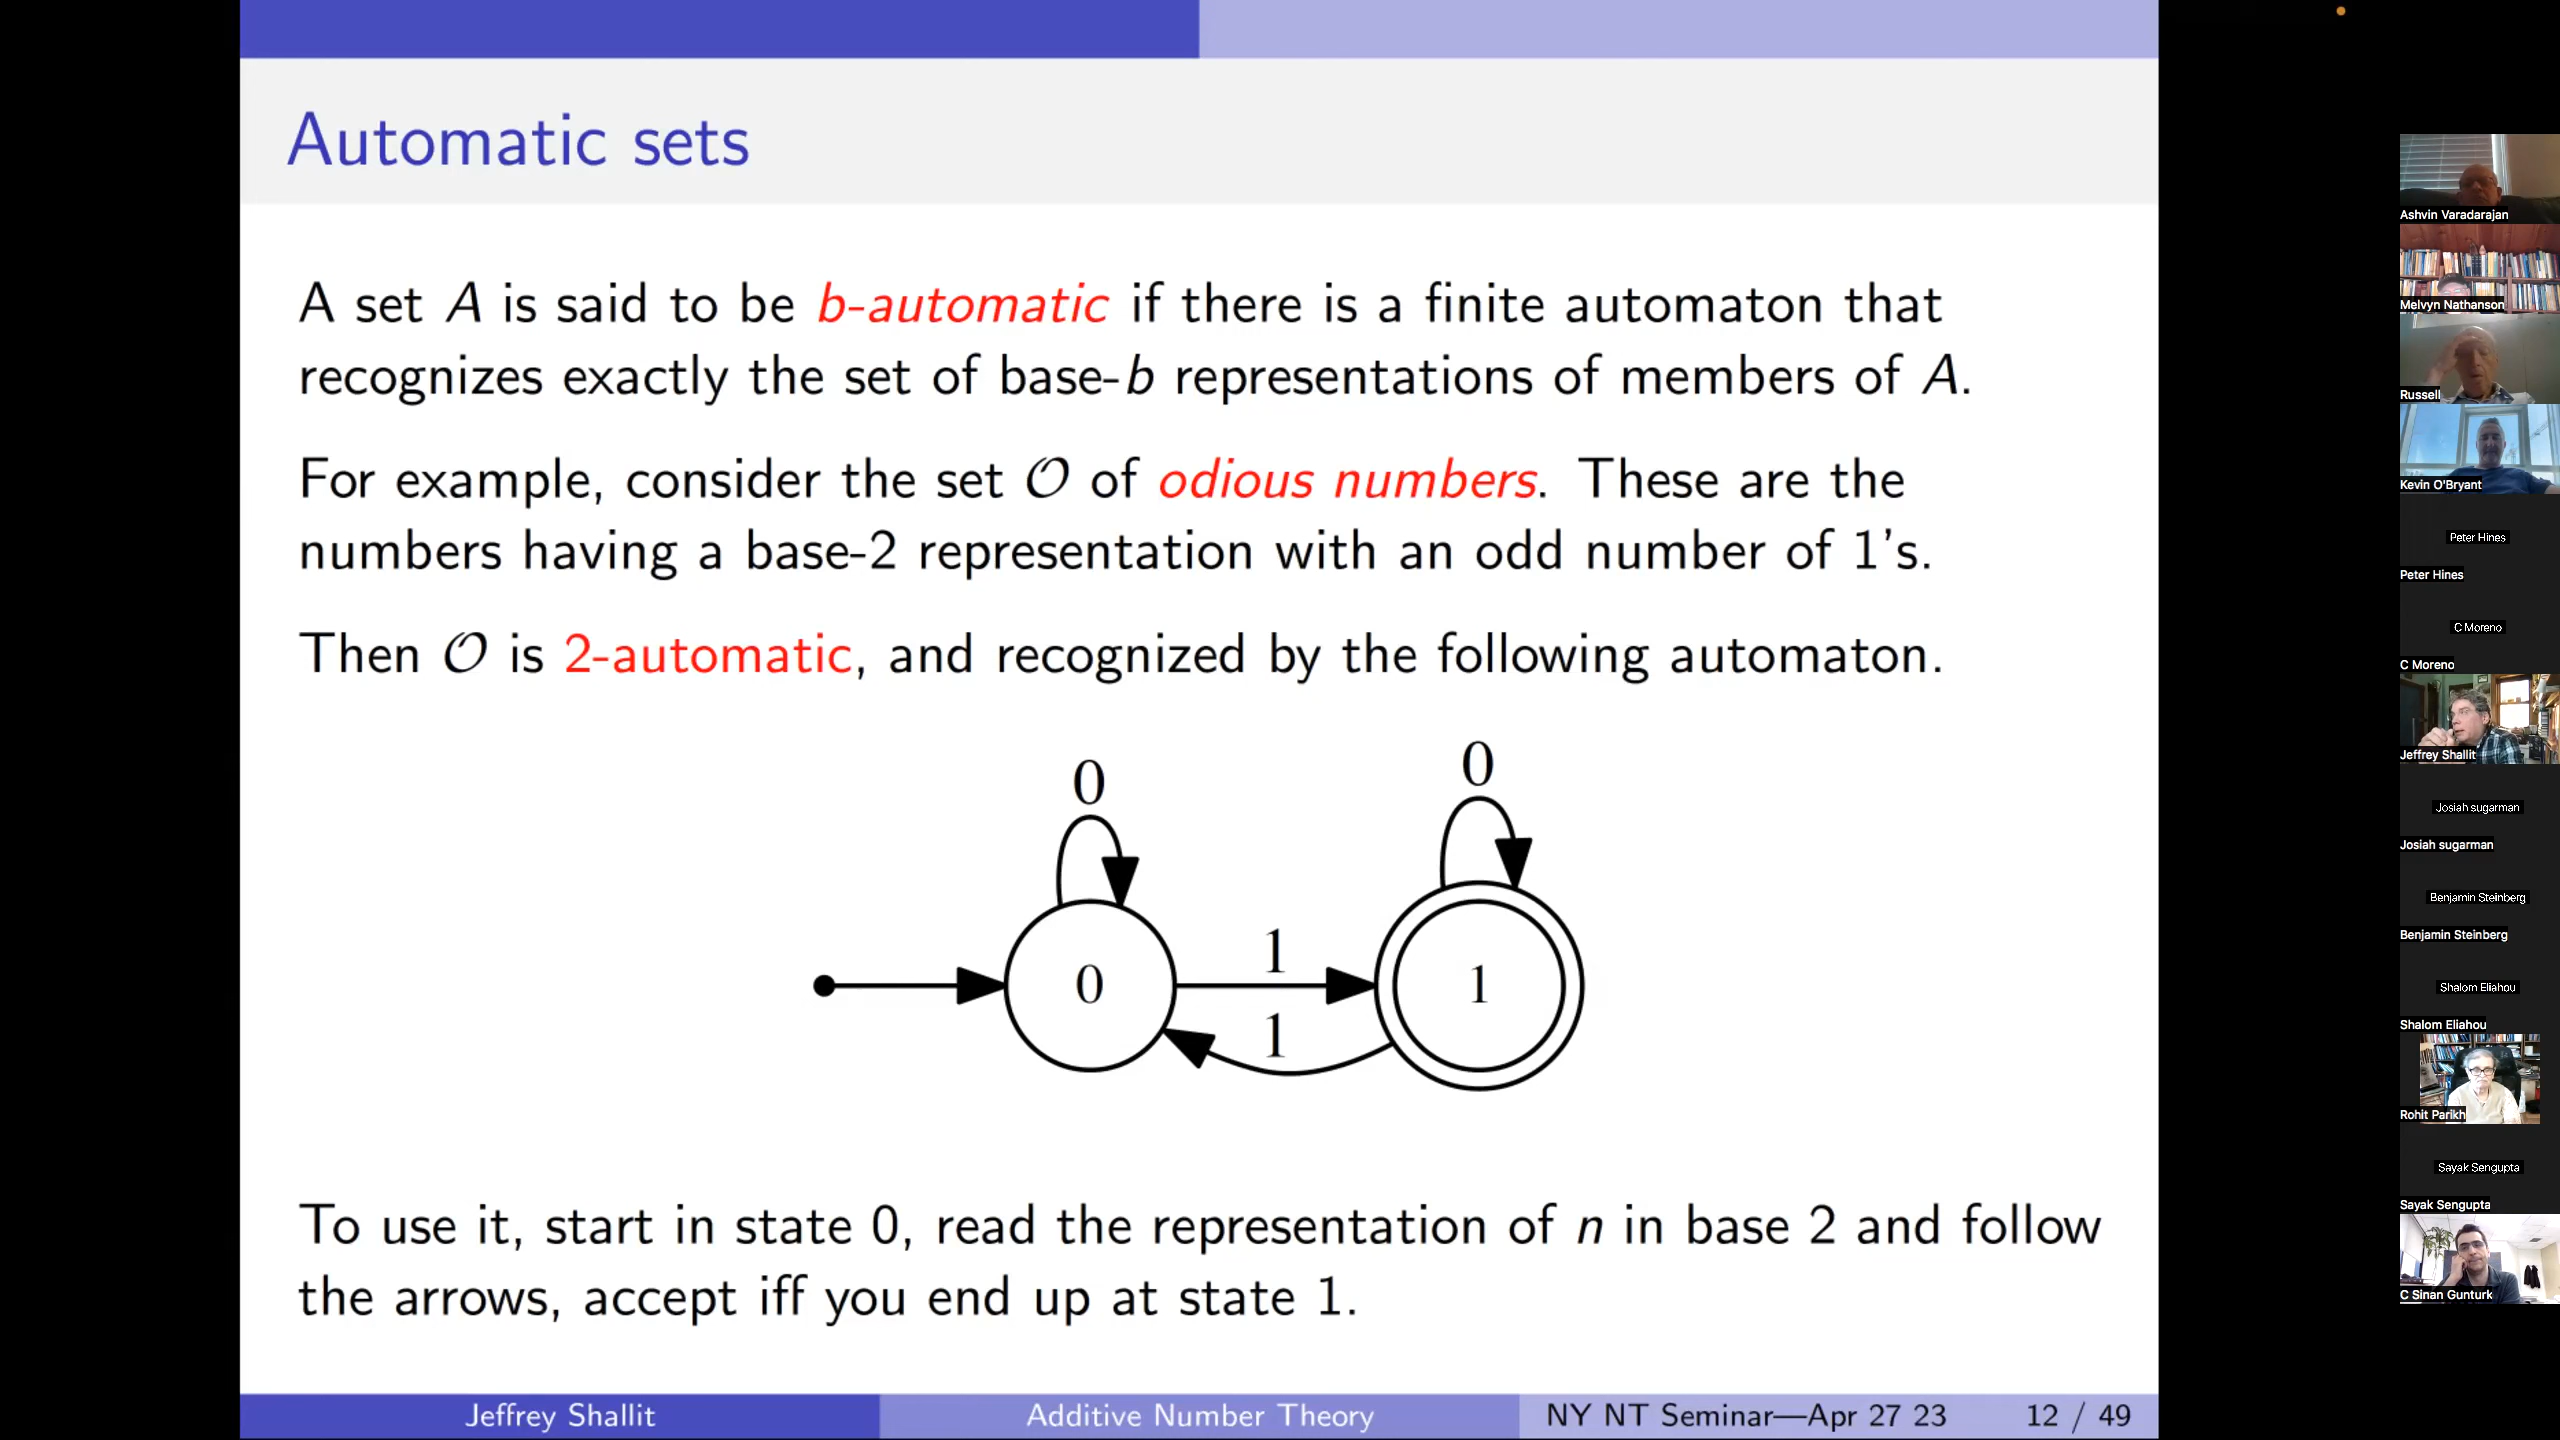 Automatic sets
A set A is said to be b-automatic if there is a finite automaton that
recognizes exactly the set of base-b representations of members of A.
For example, consider the set 𝒪 of odious numbers. These are the
numbers having a base-2 representation with an odd number of 1's.
Then 𝒪 is 2-automatic, and recognized by the following automaton.
0
0
0
1
1
1
To use it, start in state 0, read the representation of n in base 2 and follow
the arrows, accept iff you end up at state 1.
Jeffrey Shallit
Additive Number Theory
NY NT Seminar—Apr 27 23
12 / 49
Ashvin Varadarajan
Melvyn Nathanson
Russell
Kevin O'Bryant
Peter Hines
Peter Hines
C Moreno
C Moreno
Jeffrey Shallit
Josiah sugarman
Josiah sugarman
Benjamin Steinberg
Benjamin Steinberg
Shalom Eliahou
Shalom Eliahou
Rohit Parikh
Sayak Sengupta
Sayak Sengupta
C Sinan Gunturk